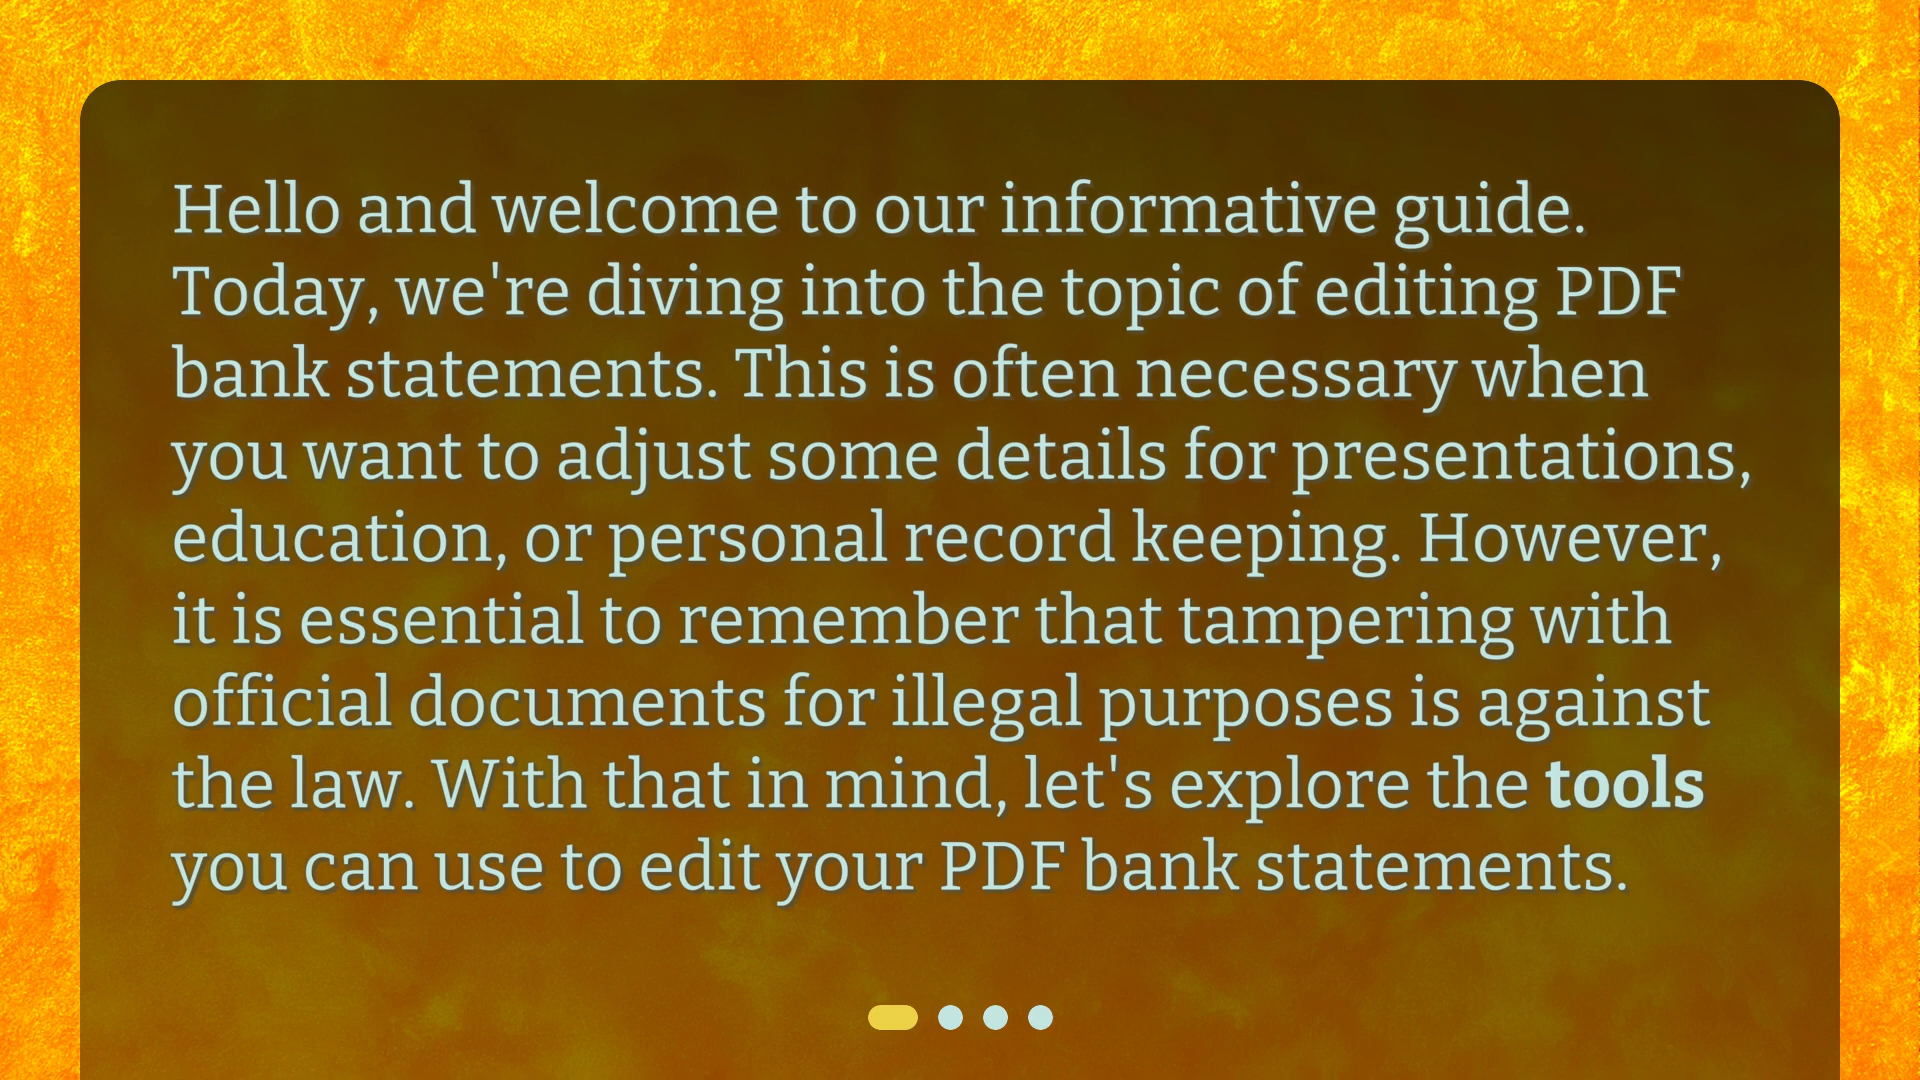 Hello and welcome to our informative guide.
Today, we're diving into the topic of editing PDF
bank statements. This is often necessary when
you want to adjust some details for presentations,
education, or personal record keeping. However,
it is essential to remember that tampering with
official documents for illegal purposes is against
the law. With that in mind, let's explore the tools
you can use to edit your PDF bank statements.